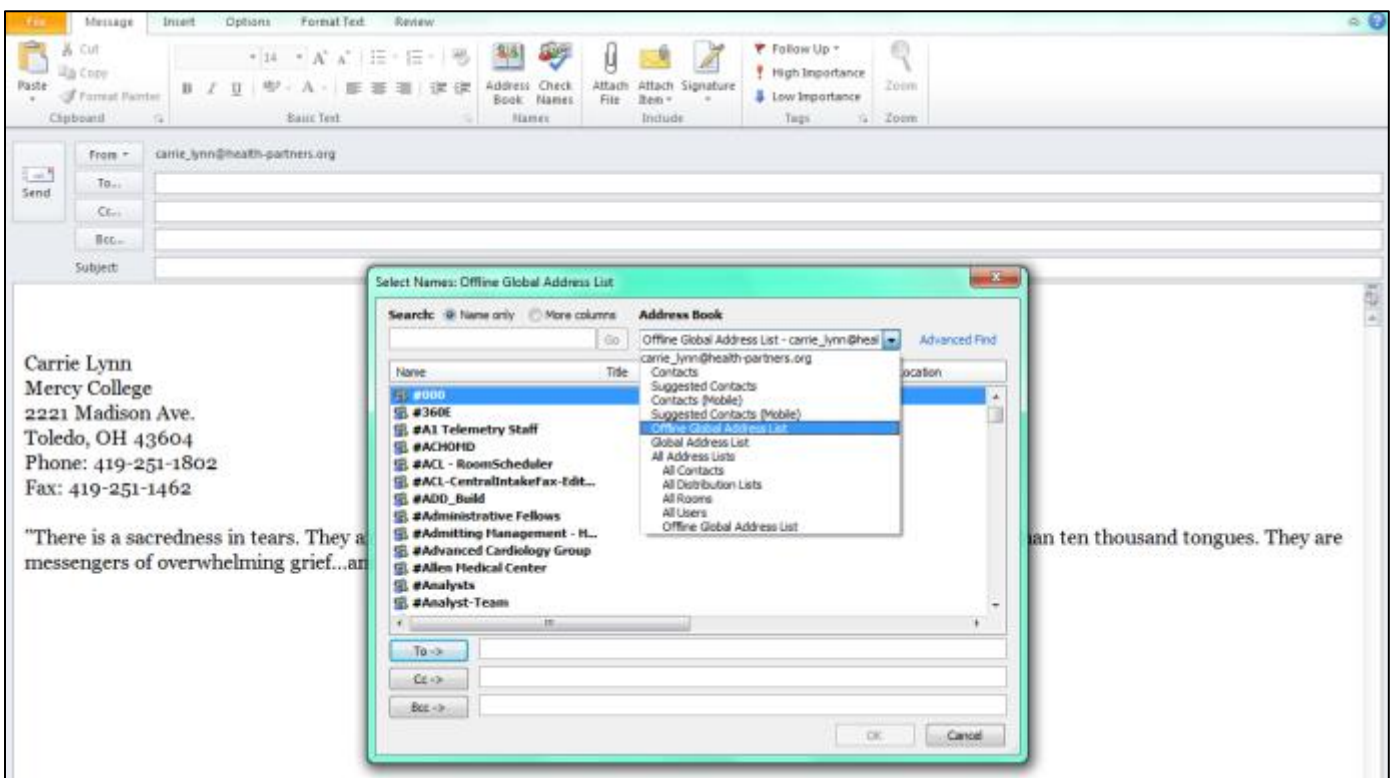 File Message Insert Options Format Text Review
Paste
Cut
Copy
Format Painter
Clipboard
14
B I U
Basic Text
Address Book
Check Names
Names
Attach File
Attach Item
Signature
Include
Follow Up
High Importance
Low Importance
Tags
Zoom
Zoom
Send
From carrie_lynn@health-partners.org
To...
Cc...
Bcc...
Subject:
Carrie Lynn
Mercy College
2221 Madison Ave.
Toledo, OH 43604
Phone: 419-251-1802
Fax: 419-251-1462
"There is a sacredness in tears. They a
an ten thousand tongues. They are
messengers of overwhelming grief...an
Select Names: Offline Global Address List
Search: Name only More columns Address Book
Go Offline Global Address List - carrie_lynn@heal Advanced Find
Name Title ocation
carrie_lynn@health-partners.org
Contacts
Suggested Contacts
Contacts (Mobile)
Suggested Contacts (Mobile)
Offline Global Address List
Global Address List
All Address Lists
All Contacts
All Distribution Lists
All Rooms
All Users
Offline Global Address List
#000
#360E
#A1 Telemetry Staff
#ACHOMD
#ACL - RoomScheduler
#ACL-CentralIntakeFax-Edit...
#ADD_Build
#Administrative Fellows
#Admitting Management - H...
#Advanced Cardiology Group
#Allen Medical Center
#Analysts
#Analyst-Team
To ->
Cc ->
Bcc ->
OK Cancel